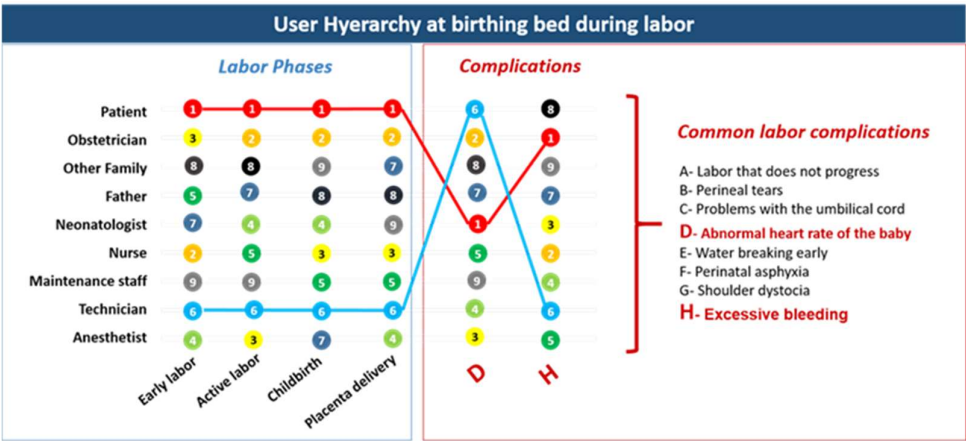 User Hyerarchy at birthing bed during labor
Labor Phases
Complications
Patient 1 1 1 1 6 8
Obstetrician 3 2 2 2 2 1
Other Family 8 8 9 7 8 9
Father 5 7 8 8 7 7
Neonatologist 7 4 4 9 1 3
Nurse 2 5 3 3 5 2
Maintenance staff 9 9 5 5 9 4
Technician 6 6 6 6 4 6
Anesthetist 4 3 7 4 3 5
Early labor
Active labor
Childbirth
Placenta delivery
D
H
Common labor complications
A- Labor that does not progress
B- Perineal tears
C- Problems with the umbilical cord
D- Abnormal heart rate of the baby
E- Water breaking early
F- Perinatal asphyxia
G- Shoulder dystocia
H- Excessive bleeding